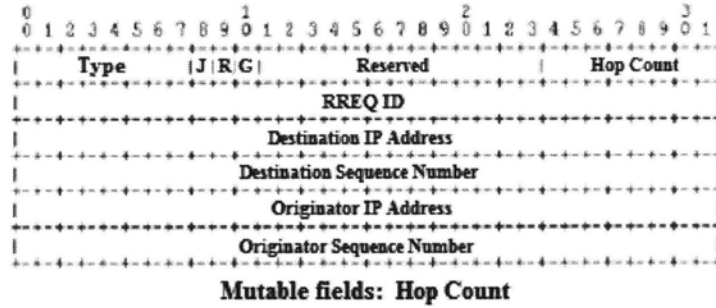 0 1 2 3
0 1 2 3 4 5 6 7 8 9 0 1 2 3 4 5 6 7 8 9 0 1 2 3 4 5 6 7 8 9 0 1
| Type |J|R|G| Reserved | Hop Count
| RREQ ID
| Destination IP Address
| Destination Sequence Number
| Originator IP Address
| Originator Sequence Number
Mutable fields: Hop Count